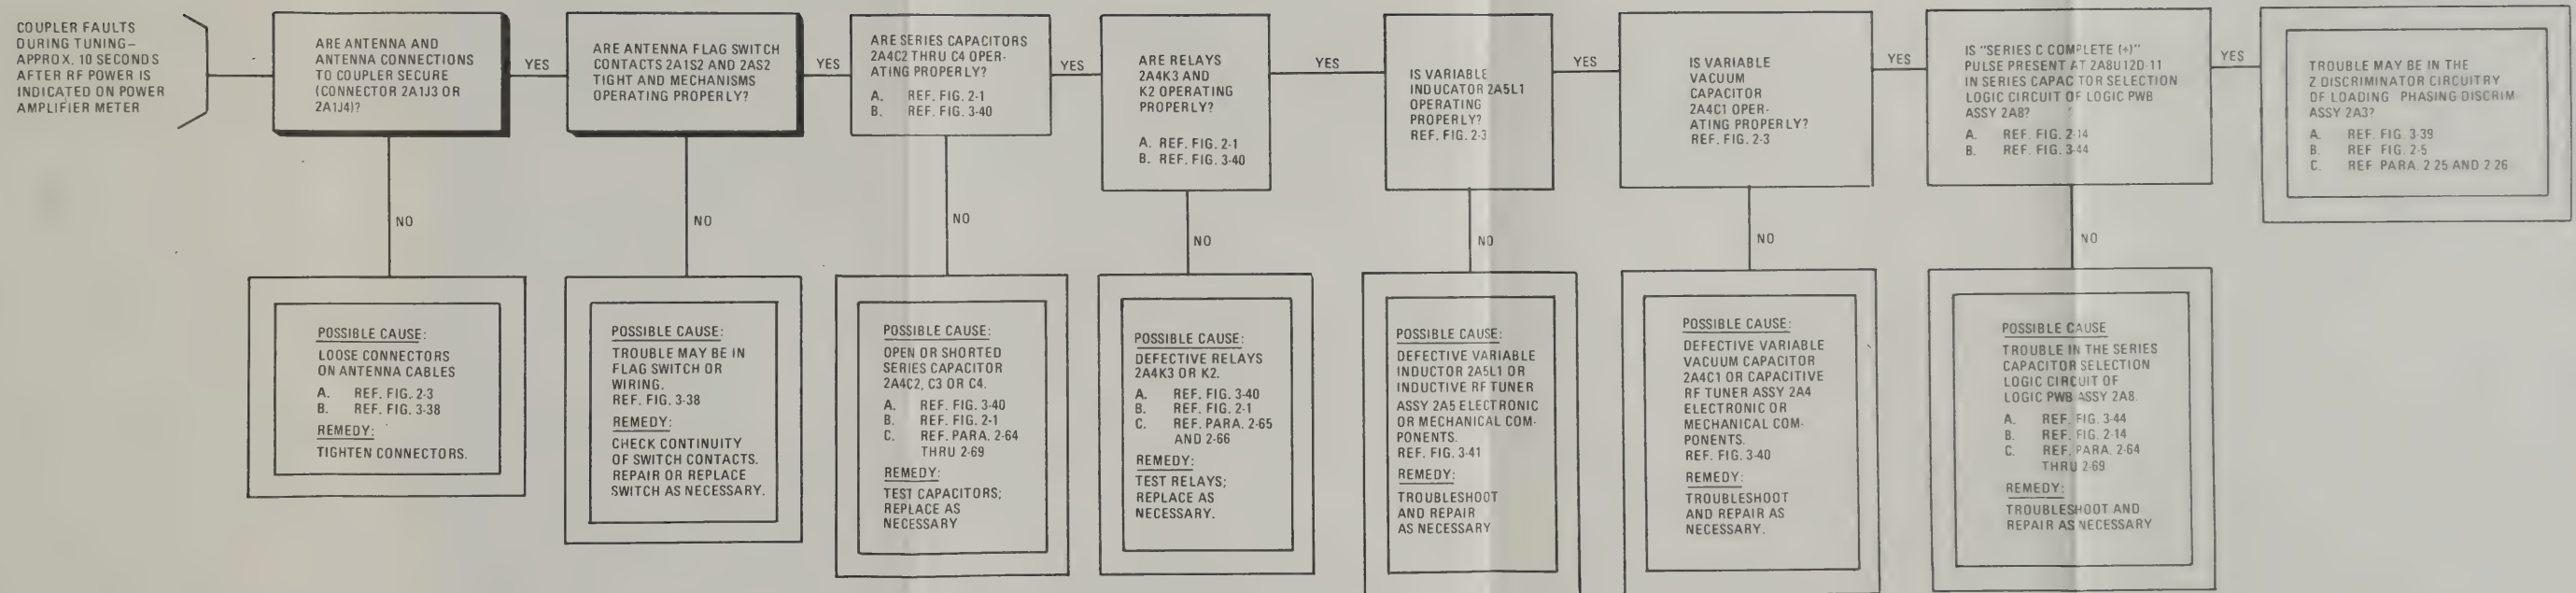 COUPLER FAULTS
DURING TUNING–
APPROX. 10 SECONDS
AFTER RF POWER IS
INDICATED ON POWER
AMPLIFIER METER
ARE ANTENNA AND
ANTENNA CONNECTIONS
TO COUPLER SECURE
(CONNECTOR 2A1J3 OR
2A1J4)?
YES
ARE ANTENNA FLAG SWITCH
CONTACTS 2A1S2 AND 2AS2
TIGHT AND MECHANISMS
OPERATING PROPERLY?
YES
ARE SERIES CAPACITORS
2A4C2 THRU C4 OPER-
ATING PROPERLY?
A. REF. FIG. 2-1
B. REF. FIG. 3-40
YES
ARE RELAYS
2A4K3 AND
K2 OPERATING
PROPERLY?
A. REF. FIG. 2-1
B. REF. FIG. 3-40
YES
IS VARIABLE
INDUCATOR 2A5L1
OPERATING
PROPERLY?
REF. FIG. 2-3
YES
IS VARIABLE
VACUUM
CAPACITOR
2A4C1 OPER-
ATING PROPERLY?
REF. FIG. 2-3
YES
IS "SERIES C COMPLETE (+)"
PULSE PRESENT AT 2A8U12D-11
IN SERIES CAPAC TOR SELECTION
LOGIC CIRCUIT OF LOGIC PWB
ASSY 2A8?
A. REF. FIG. 2-14
B. REF. FIG. 3-44
YES
TROUBLE MAY BE IN THE
Z DISCRIMINATOR CIRCUITRY
OF LOADING PHASING DISCRIM
ASSY 2A3?
A. REF. FIG. 3-39
B. REF FIG. 2-5
C. REF PARA. 2 25 AND 2 26
NO
NO
NO
NO
NO
NO
NO
POSSIBLE CAUSE:
LOOSE CONNECTORS
ON ANTENNA CABLES
A. REF. FIG. 2-3
B. REF. FIG. 3-38
REMEDY:
TIGHTEN CONNECTORS.
POSSIBLE CAUSE:
TROUBLE MAY BE IN
FLAG SWITCH OR
WIRING.
REF. FIG. 3-38
REMEDY:
CHECK CONTINUITY
OF SWITCH CONTACTS.
REPAIR OR REPLACE
SWITCH AS NECESSARY.
POSSIBLE CAUSE:
OPEN OR SHORTED
SERIES CAPACITOR
2A4C2, C3 OR C4.
A. REF. FIG. 3-40
B. REF. FIG. 2-1
C. REF. PARA. 2-64
THRU 2-69
REMEDY:
TEST CAPACITORS;
REPLACE AS
NECESSARY
POSSIBLE CAUSE:
DEFECTIVE RELAYS
2A4K3 OR K2.
A. REF. FIG. 3-40
B. REF. FIG. 2-1
C. REF. PARA. 2-65
AND 2-66
REMEDY:
TEST RELAYS;
REPLACE AS
NECESSARY.
POSSIBLE CAUSE:
DEFECTIVE VARIABLE
INDUCTOR 2A5L1 OR
INDUCTIVE RF TUNER
ASSY 2A5 ELECTRONIC
OR MECHANICAL COM-
PONENTS.
REF. FIG. 3-41
REMEDY:
TROUBLESHOOT
AND REPAIR
AS NECESSARY
POSSIBLE CAUSE:
DEFECTIVE VARIABLE
VACUUM CAPACITOR
2A4C1 OR CAPACITIVE
RF TUNER ASSY 2A4
ELECTRONIC OR
MECHANICAL COM-
PONENTS.
REF. FIG. 3-40
REMEDY:
TROUBLESHOOT
AND REPAIR AS
NECESSARY.
POSSIBLE CAUSE
TROUBLE IN THE SERIES
CAPACITOR SELECTION
LOGIC CIRCUIT OF
LOGIC PWB ASSY 2A8.
A. REF. FIG. 3-44
B. REF. FIG. 2-14
C. REF. PARA. 2-64
THRU 2-69
REMEDY:
TROUBLESHOOT AND
REPAIR AS NECESSARY